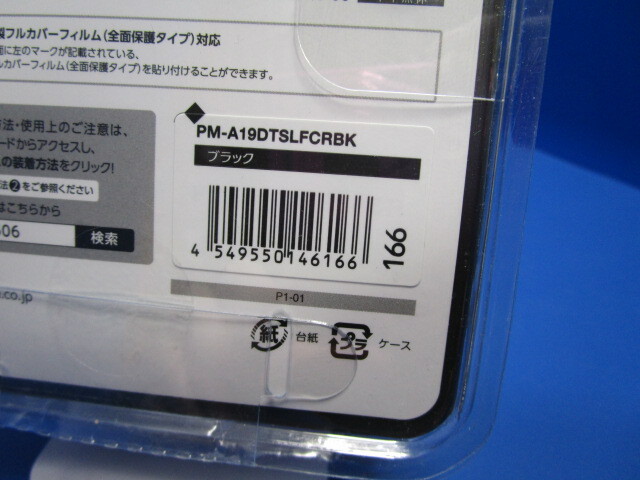 製フルカバーフィルム(全面保護タイプ)対応
面に左のマークが記載されている、
ルカバーフィルム(全面保護タイプ)を貼り付けることができます。
方法・使用上のご注意は、
ードからアクセスし、
の装着方法をクリック!
法❷をご参照ください
はこちらから
606 検索
e.co.jp
PM-A19DTSLFCRBK
ブラック
4 549550 146166
166
P1-01
紙 台紙 プラ ケース